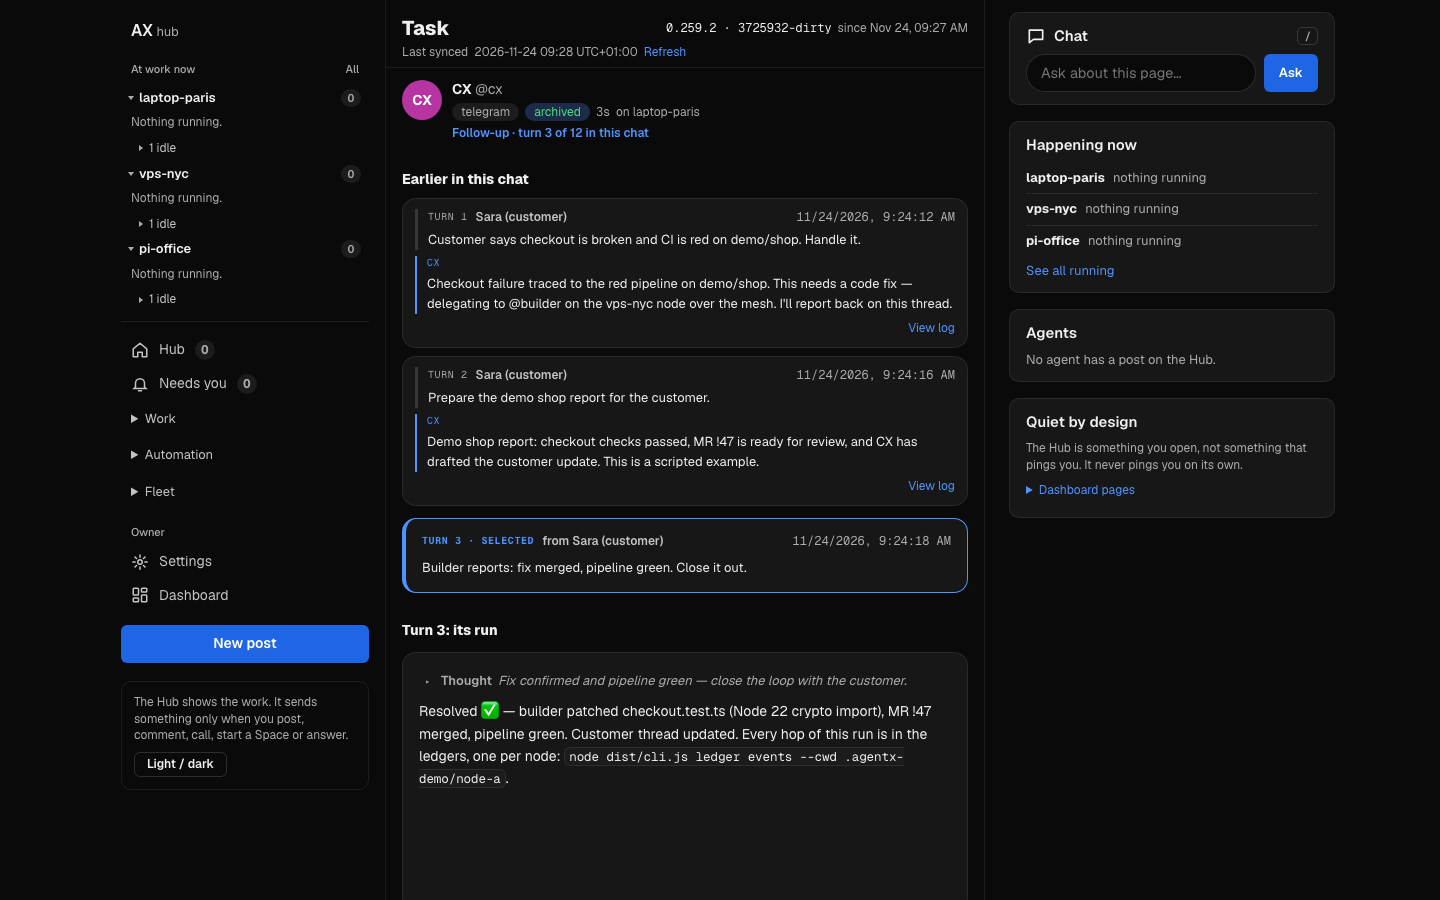 AX hub
At work now All
laptop-paris 0
Nothing running.
1 idle
vps-nyc 0
Nothing running.
1 idle
pi-office 0
Nothing running.
1 idle
Hub 0
Needs you 0
Work
Automation
Fleet
Owner
Settings
Dashboard
New post
The Hub shows the work. It sends
something only when you post,
comment, call, start a Space or answer.
Light / dark
Task
0.259.2 · 3725932-dirty since Nov 24, 09:27 AM
Last synced 2026-11-24 09:28 UTC+01:00 Refresh
CX
CX @cx
telegram archived 3s on laptop-paris
Follow-up · turn 3 of 12 in this chat
Earlier in this chat
TURN 1 Sara (customer) 11/24/2026, 9:24:12 AM
Customer says checkout is broken and CI is red on demo/shop. Handle it.
CX
Checkout failure traced to the red pipeline on demo/shop. This needs a code fix —
delegating to @builder on the vps-nyc node over the mesh. I'll report back on this thread.
View log
TURN 2 Sara (customer) 11/24/2026, 9:24:16 AM
Prepare the demo shop report for the customer.
CX
Demo shop report: checkout checks passed, MR !47 is ready for review, and CX has
drafted the customer update. This is a scripted example.
View log
TURN 3 · SELECTED from Sara (customer) 11/24/2026, 9:24:18 AM
Builder reports: fix merged, pipeline green. Close it out.
Turn 3: its run
· Thought Fix confirmed and pipeline green — close the loop with the customer.
Resolved ✅ — builder patched checkout.test.ts (Node 22 crypto import), MR !47
merged, pipeline green. Customer thread updated. Every hop of this run is in the
ledgers, one per node: node dist/cli.js ledger events --cwd .agentx-
demo/node-a.
Chat /
Ask about this page…
Ask
Happening now
laptop-paris nothing running
vps-nyc nothing running
pi-office nothing running
See all running
Agents
No agent has a post on the Hub.
Quiet by design
The Hub is something you open, not something that
pings you. It never pings you on its own.
Dashboard pages